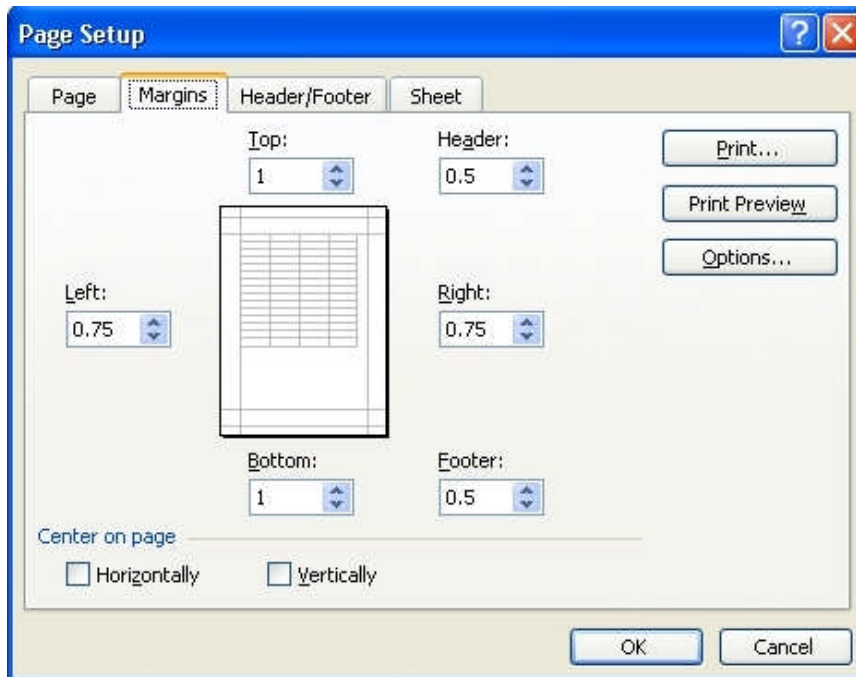 Page Setup
Page Margins Header/Footer Sheet
Top: Header:
1 0.5
Print...
Print Preview
Options...
Left: Right:
0.75 0.75
Bottom: Footer:
1 0.5
Center on page
Horizontally Vertically
OK Cancel